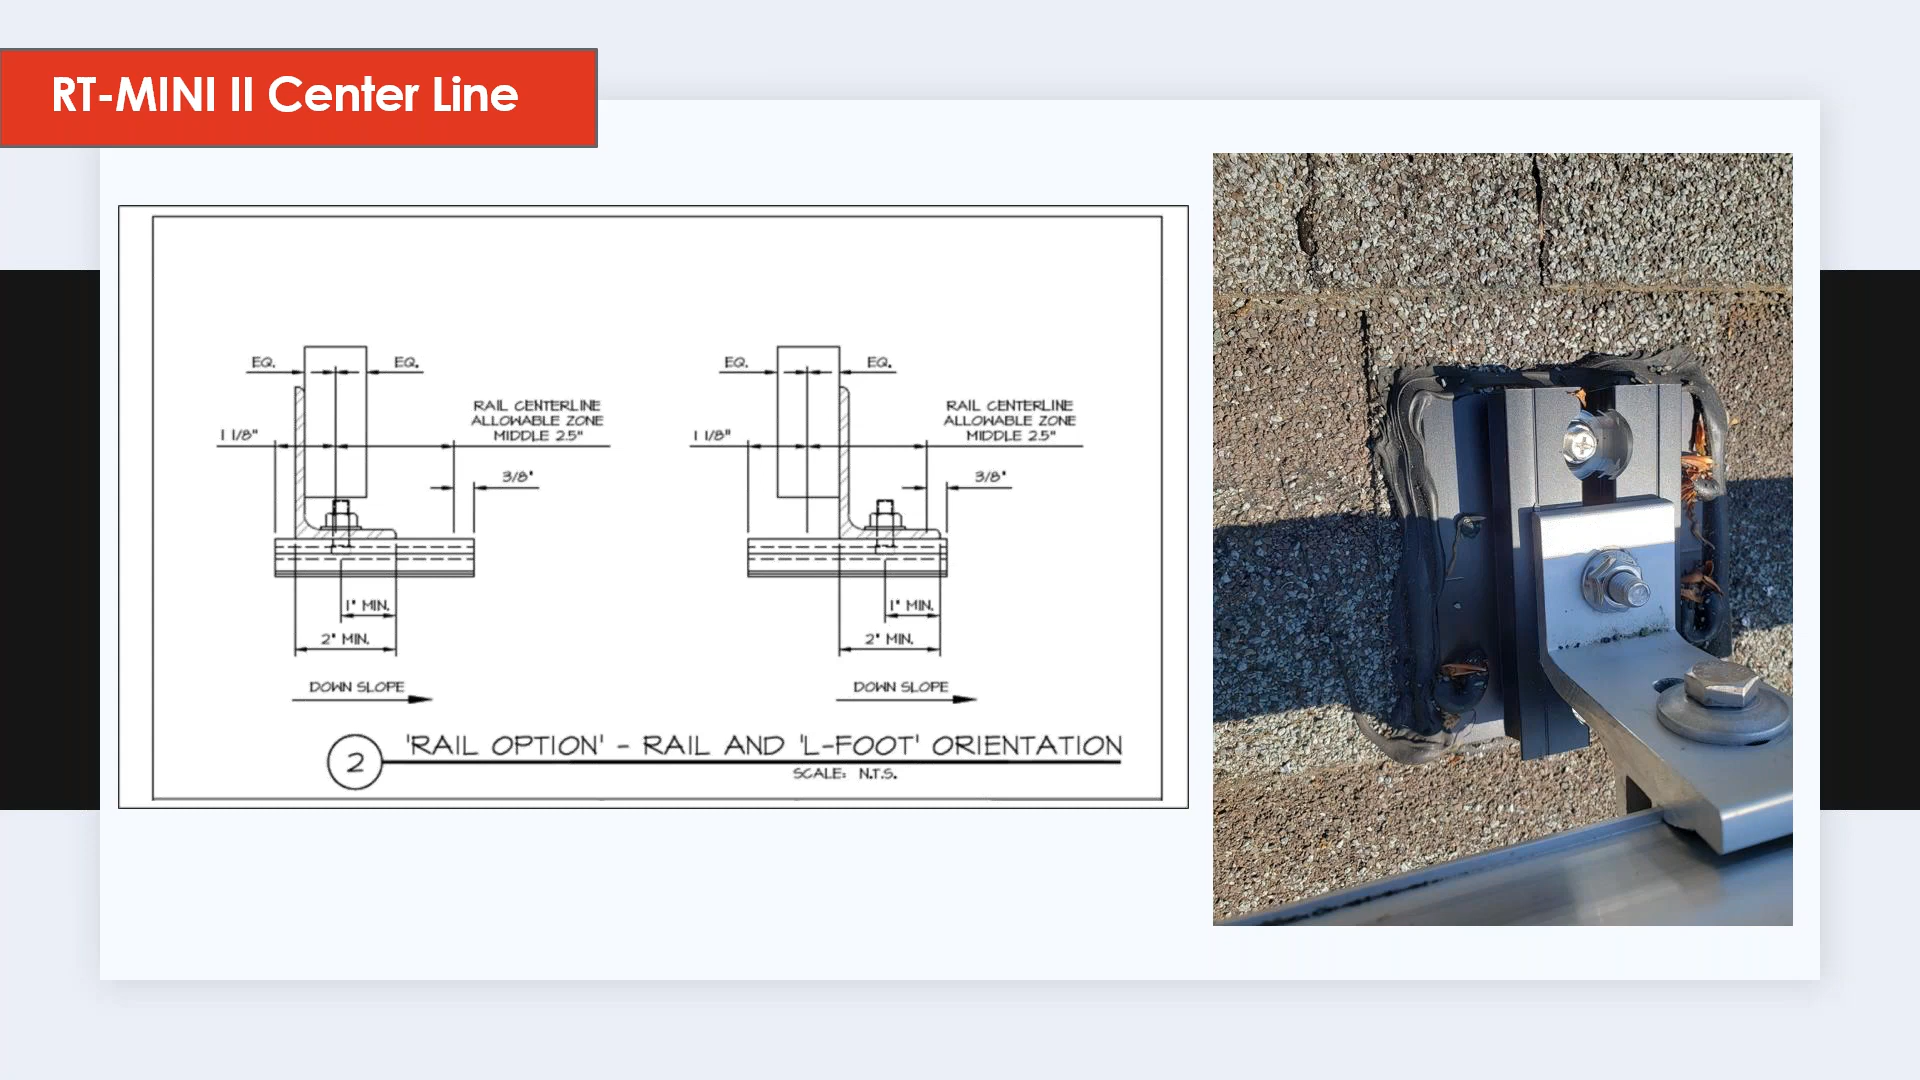 RT-MINI II Center Line
EQ.
EQ.
RAIL CENTERLINE
ALLOWABLE ZONE
MIDDLE 2.5"
1 1/8"
3/8"
1" MIN.
2" MIN.
DOWN SLOPE
EQ.
EQ.
RAIL CENTERLINE
ALLOWABLE ZONE
MIDDLE 2.5"
1 1/8"
3/8"
1" MIN.
2" MIN.
DOWN SLOPE
2
'RAIL OPTION' - RAIL AND 'L-FOOT' ORIENTATION
SCALE: N.T.S.